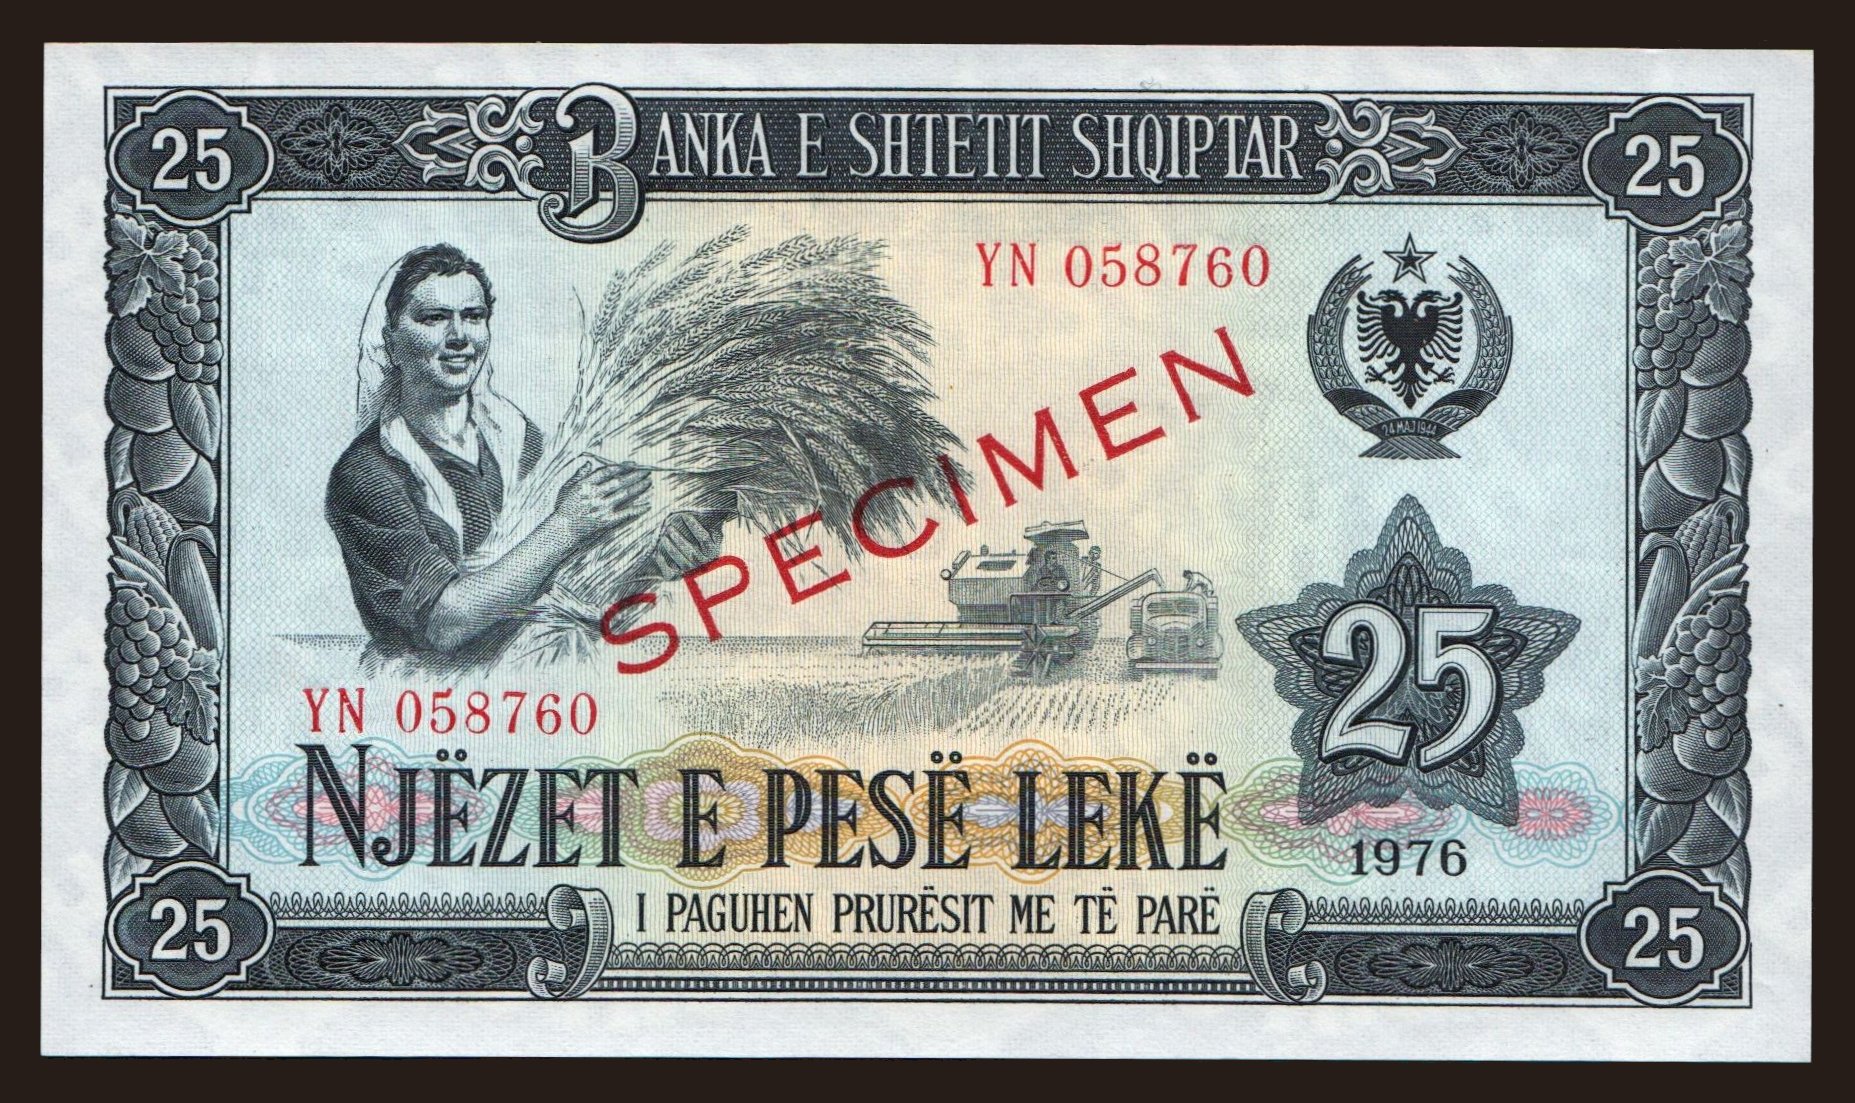 25
BANKA E SHTETIT SHQIPTAR
25
YN 058760
24 MAJ 1944
SPECIMEN
25
YN 058760
NJËZET E PESË LEKË
1976
25
I PAGUHEN PRURËSIT ME TË PARË
25